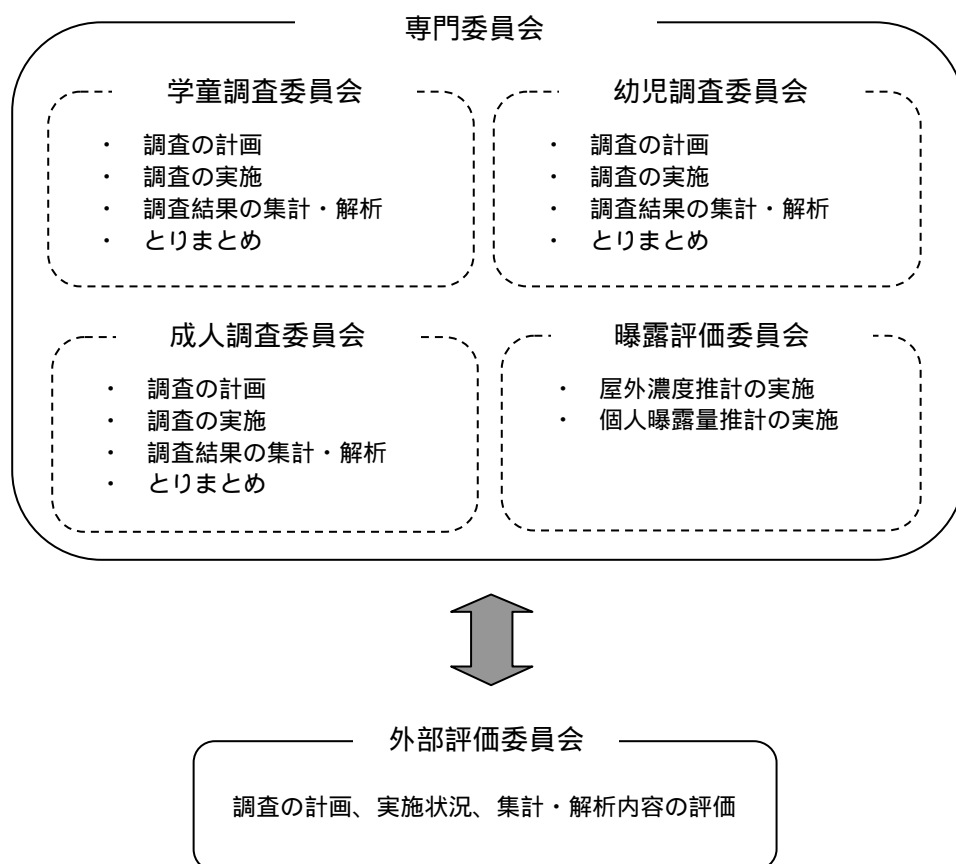 専門委員会
学童調査委員会
・ 調査の計画
・ 調査の実施
・ 調査結果の集計・解析
・ とりまとめ
幼児調査委員会
・ 調査の計画
・ 調査の実施
・ 調査結果の集計・解析
・ とりまとめ
成人調査委員会
・ 調査の計画
・ 調査の実施
・ 調査結果の集計・解析
・ とりまとめ
曝露評価委員会
・ 屋外濃度推計の実施
・ 個人曝露量推計の実施
外部評価委員会
調査の計画、実施状況、集計・解析内容の評価